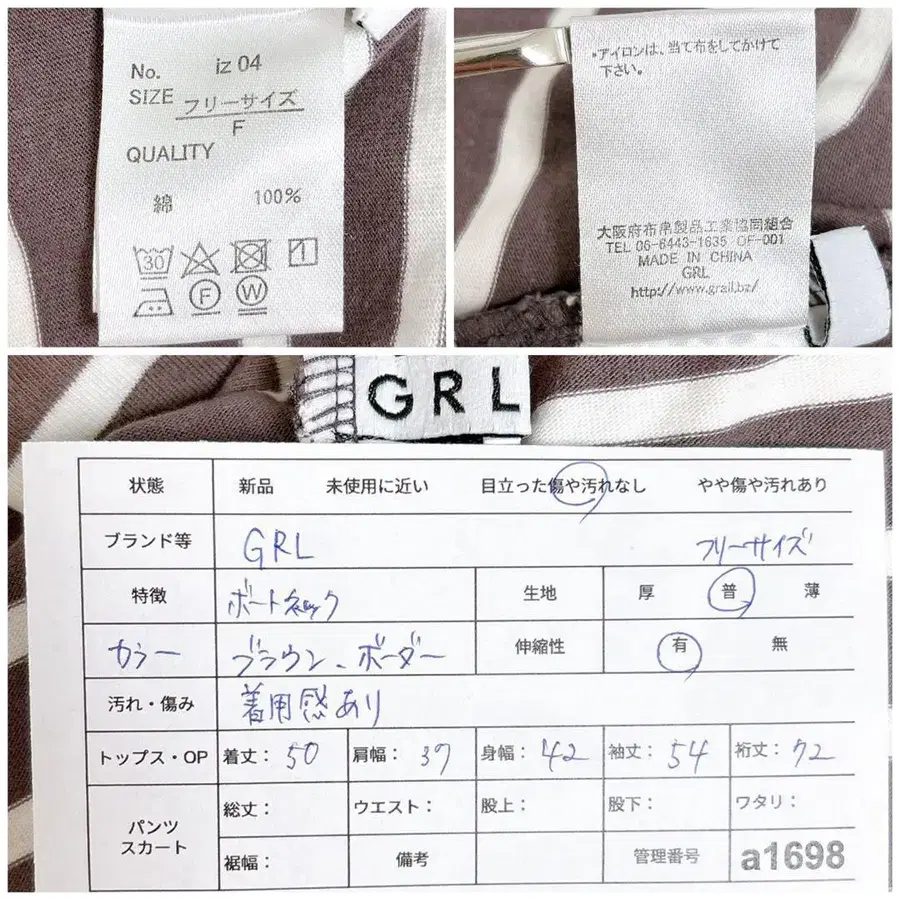 No. iz 04
SIZE フリーサイズ
F
QUALITY
綿 100%
30
1
F W
・アイロンは、当て布をしてかけて
下さい。
大阪府布帛製品工業協同組合
TEL 06-6443-1635 OF-001
MADE IN CHINA
GRL
http://www.grail.bz/
GRL
状態 新品 未使用に近い 目立った傷や汚れなし やや傷や汚れあり
ブランド等 GRL フリーサイズ
特徴 ボートネック 生地 厚 普 薄
カラー ブラウン、ボーダー 伸縮性 有 無
汚れ・傷み 着用感あり
トップス・OP 着丈：50 肩幅：37 身幅：42 袖丈：54 裄丈：72
パンツ
スカート
総丈： ウエスト： 股上： 股下： ワタリ：
裾幅： 備考 管理番号 a1698